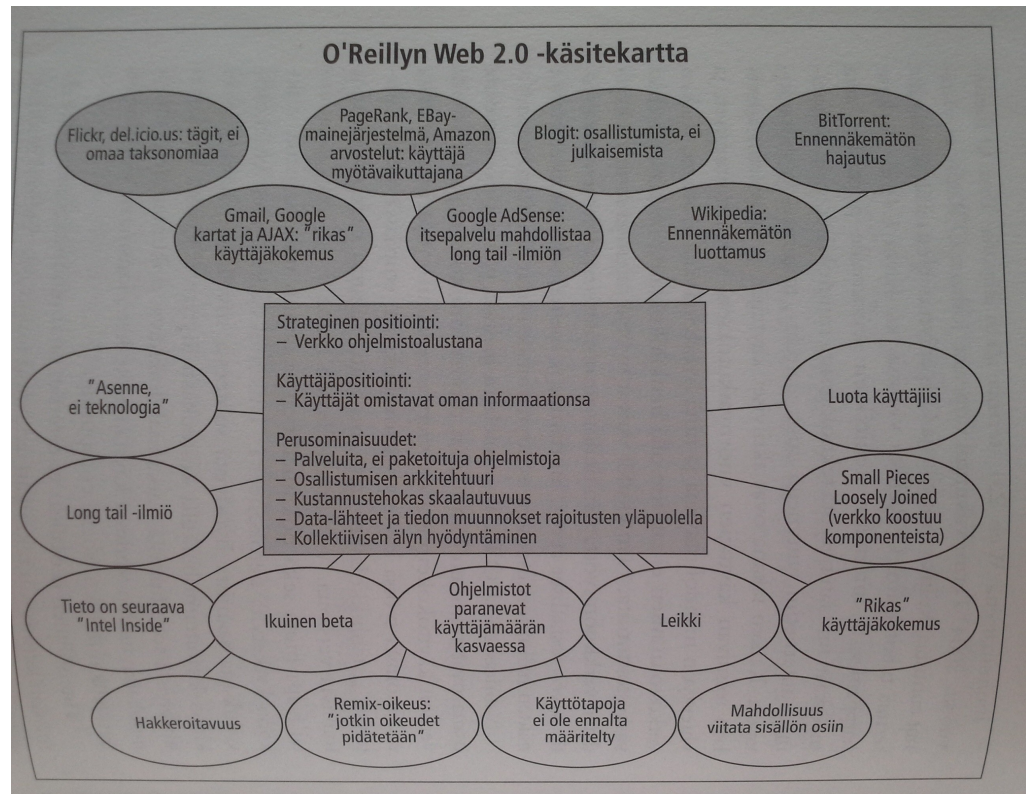 O'Reillyn Web 2.0 -käsitekartta
Flickr, del.icio.us: tägit, ei
omaa taksonomiaa
PageRank, EBay-
mainejärjestelmä, Amazon
arvostelut: käyttäjä
myötävaikuttajana
Blogit: osallistumista, ei
julkaisemista
BitTorrent:
Ennennäkemätön
hajautus
Gmail, Google
kartat ja AJAX: "rikas"
käyttäjäkokemus
Google AdSense:
itsepalvelu mahdollistaa
long tail -ilmiön
Wikipedia:
Ennennäkemätön
luottamus
Strateginen positiointi:
– Verkko ohjelmistoalustana
Käyttäjäpositiointi:
– Käyttäjät omistavat oman informaationsa
Perusominaisuudet:
– Palveluita, ei paketoituja ohjelmistoja
– Osallistumisen arkkitehtuuri
– Kustannustehokas skaalautuvuus
– Data-lähteet ja tiedon muunnokset rajoitusten yläpuolella
– Kollektiivisen älyn hyödyntäminen
"Asenne,
ei teknologia"
Luota käyttäjiisi
Long tail -ilmiö
Small Pieces
Loosely Joined
(verkko koostuu
komponenteista)
Tieto on seuraava
"Intel Inside"
Ikuinen beta
Ohjelmistot
paranevat
käyttäjämäärän
kasvaessa
Leikki
"Rikas"
käyttäjäkokemus
Hakkeroitavuus
Remix-oikeus:
"jotkin oikeudet
pidätetään"
Käyttötapoja
ei ole ennalta
määritelty
Mahdollisuus
viitata sisällön osiin